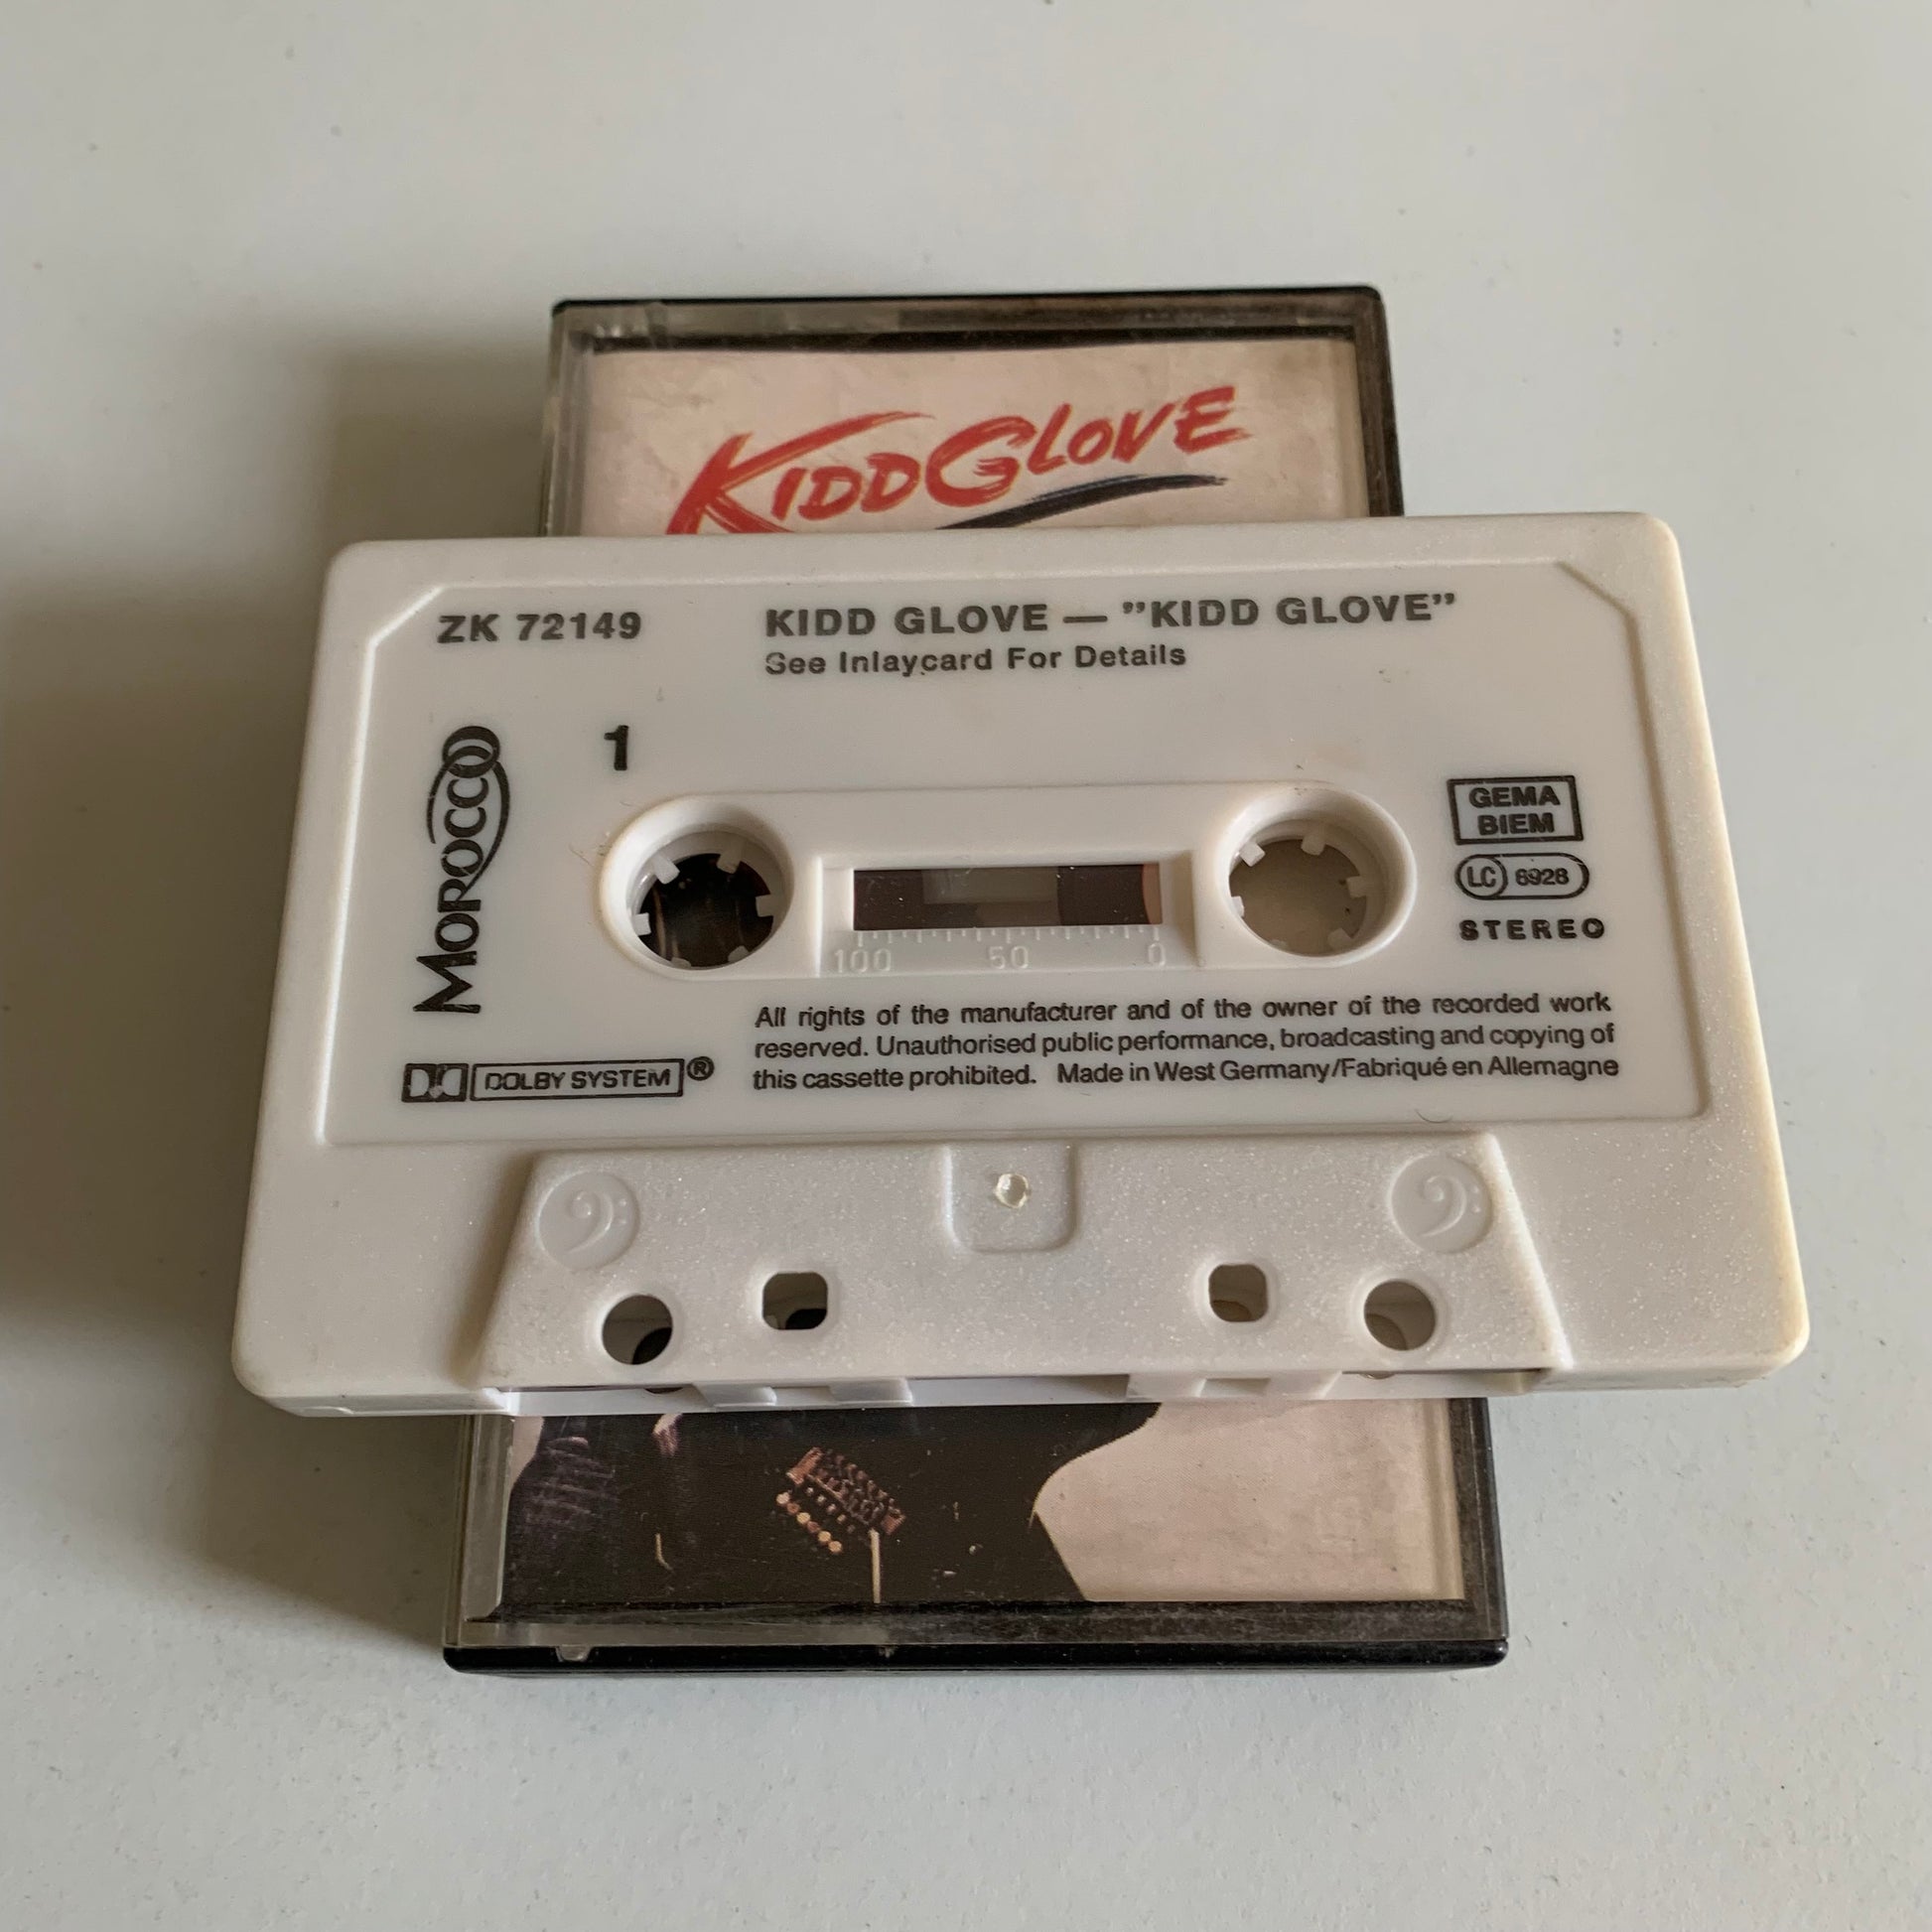 KIDD GLOVE
ZK 72149
KIDD GLOVE — ”KIDD GLOVE”
See Inlaycard For Details
MOROCCO
1
GEMA
BIEM
LC 6928
STEREO
100 50 0
All rights of the manufacturer and of the owner of the recorded work
reserved. Unauthorised public performance, broadcasting and copying of
this cassette prohibited. Made in West Germany/Fabriqué en Allemagne
DOLBY SYSTEM ®